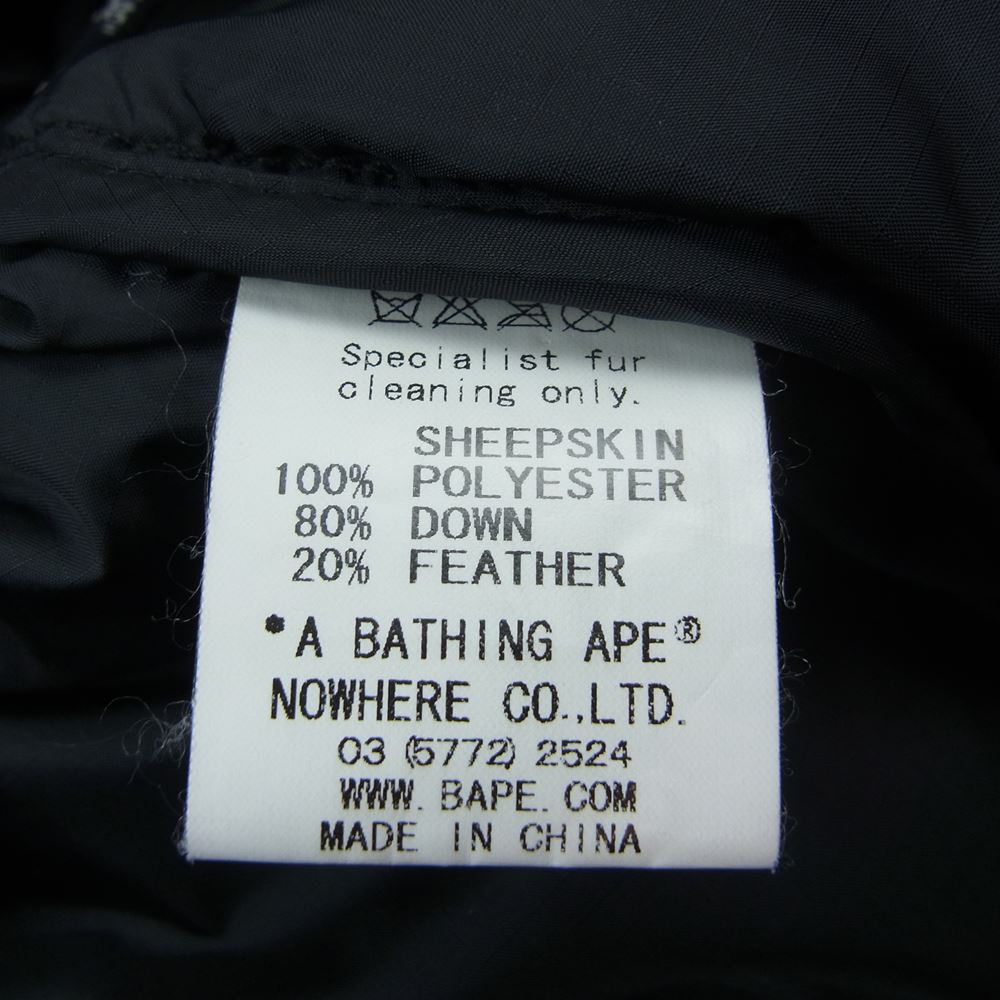 Specialist fur
cleaning only.
SHEEPSKIN
100% POLYESTER
80% DOWN
20% FEATHER
*A BATHING APE®
NOWHERE CO.,LTD.
03 (5772) 2524
WWW. BAPE. COM
MADE IN CHINA